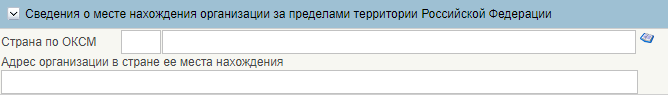 Сведения о месте нахождения организации за пределами территории Российской Федерации
Страна по ОКСМ
Адрес организации в стране ее места нахождения